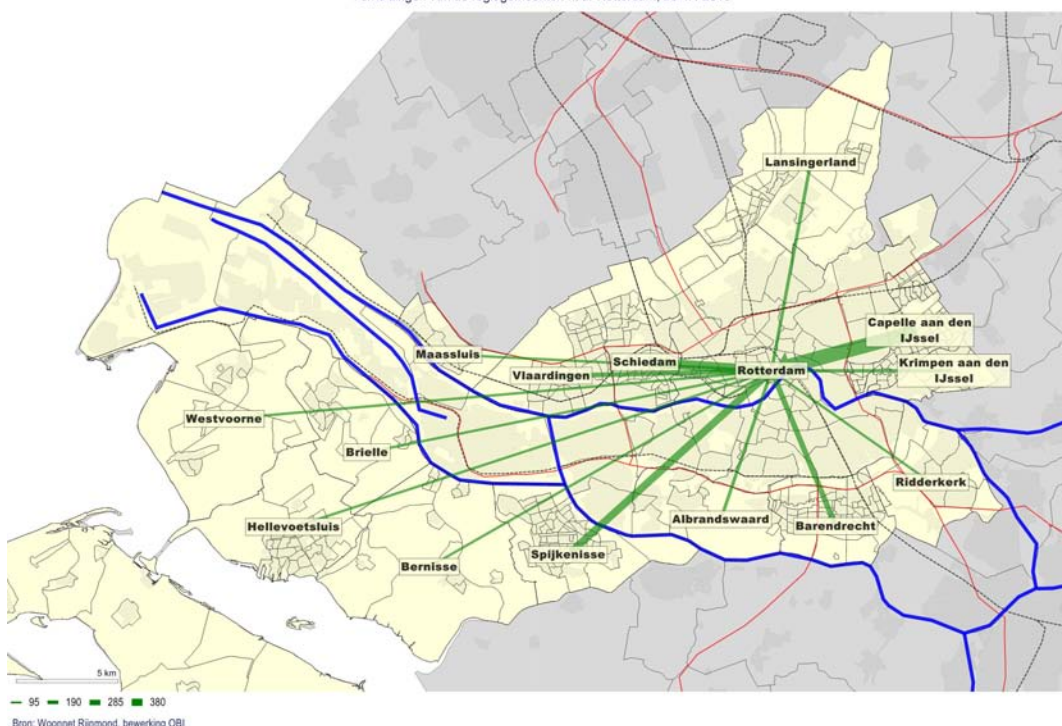 Lansingerland
Capelle aan den
IJssel
Maassluis
Schiedam
Krimpen aan den
IJssel
Vlaardingen
Rotterdam
Westvoorne
Brielle
Ridderkerk
Hellevoetsluis
Albrandswaard
Barendrecht
Bernisse
Spijkenisse
5 km
95 190 285 380
Bron: Woonnet Rijnmond, bewerking OBI